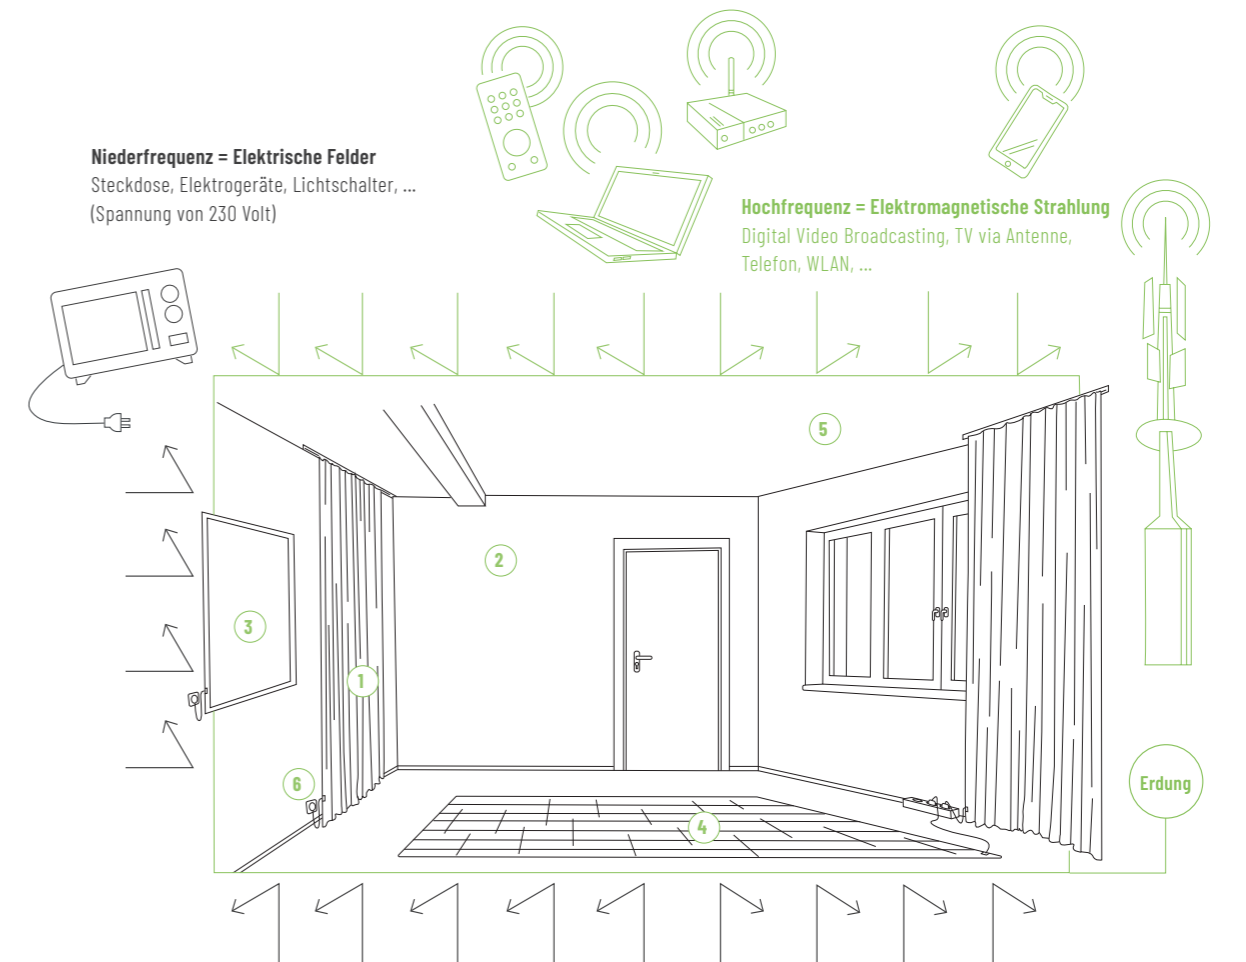 Niederfrequenz = Elektrische Felder
Steckdose, Elektrogeräte, Lichtschalter, ...
(Spannung von 230 Volt)
Hochfrequenz = Elektromagnetische Strahlung
Digital Video Broadcasting, TV via Antenne,
Telefon, WLAN, ...
5
2
3
1
6
Erdung
4